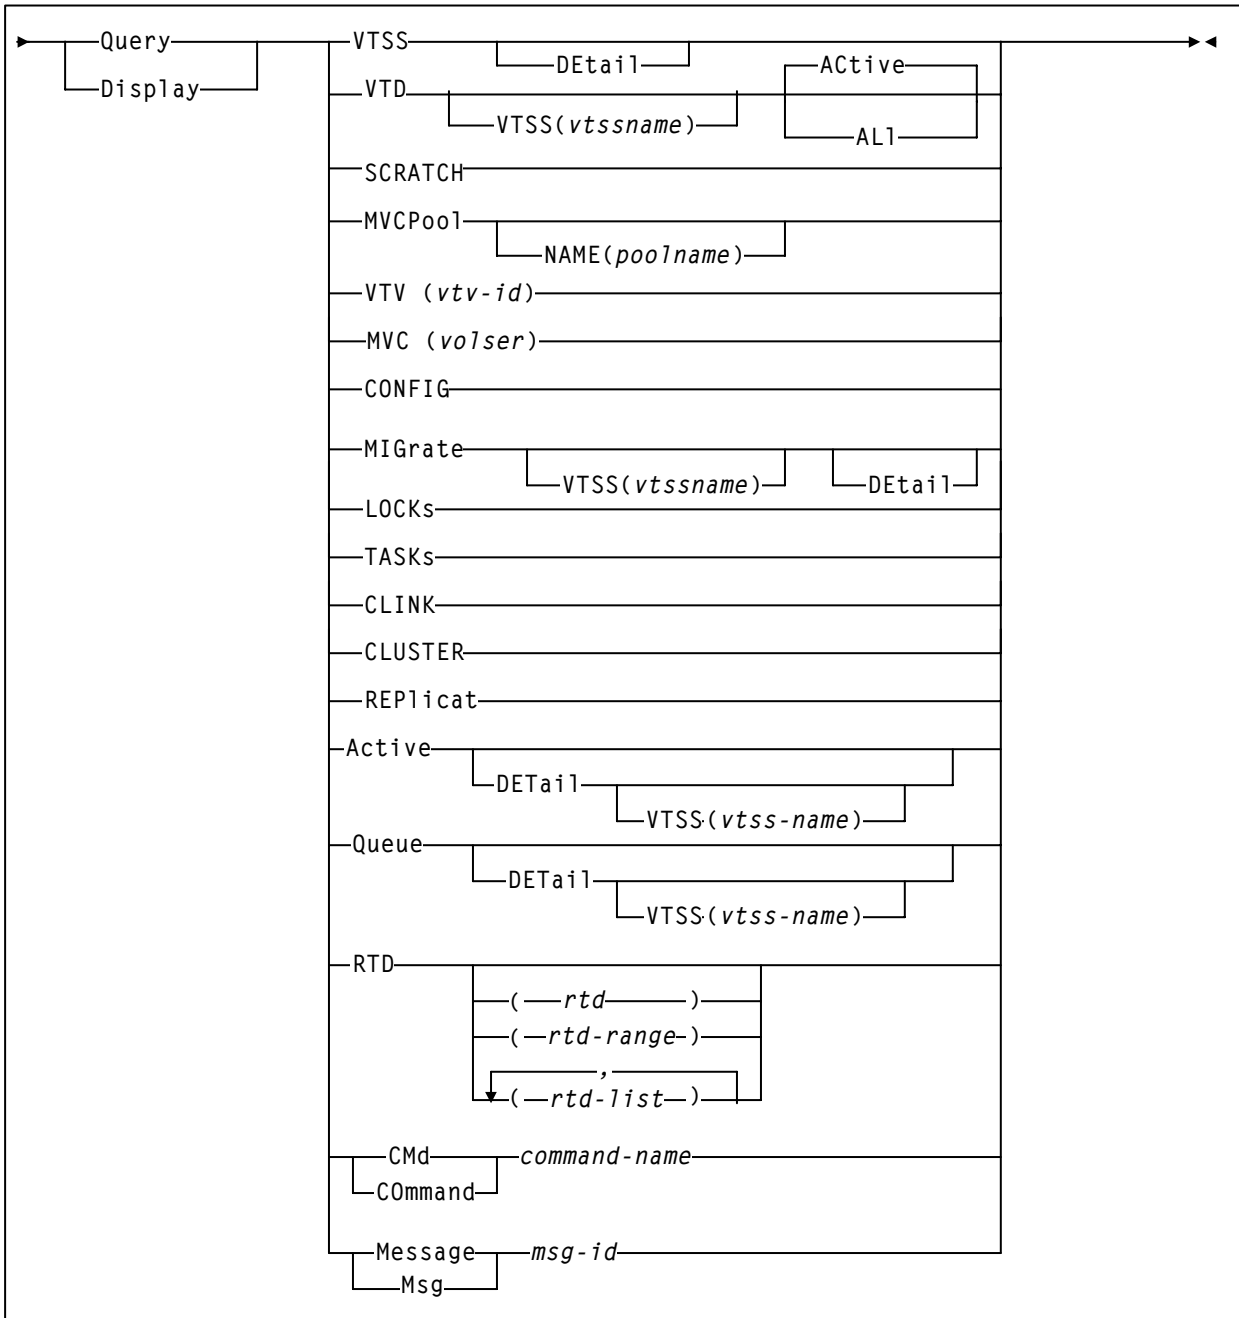 Query VTSS
DEtail ACtive
Display VTD
VTSS(vtssname) ALl
SCRATCH
MVCPool
NAME(poolname)
VTV (vtv-id)
MVC (volser)
CONFIG
MIGrate
VTSS(vtssname) DEtail
LOCKs
TASKs
CLINK
CLUSTER
REPlicat
Active
DETail
VTSS(vtss-name)
Queue
DETail
VTSS(vtss-name)
RTD
( rtd )
( rtd-range )
,
( rtd-list )
CMd command-name
COmmand
Message msg-id
Msg